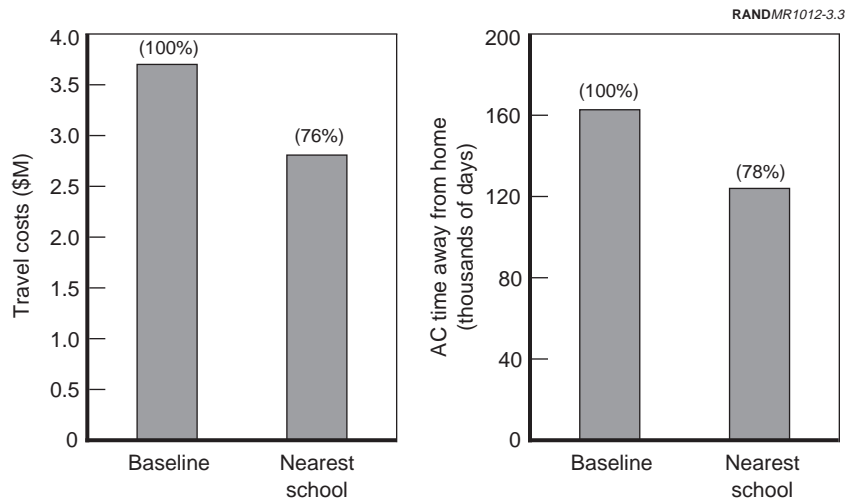 RANDMR1012-3.3
Travel costs ($M)
4.0
3.5
3.0
2.5
2.0
1.5
1.0
0.5
0
(100%)
(76%)
Baseline
Nearest
school
AC time away from home
(thousands of days)
200
160
120
80
40
0
(100%)
(78%)
Baseline
Nearest
school